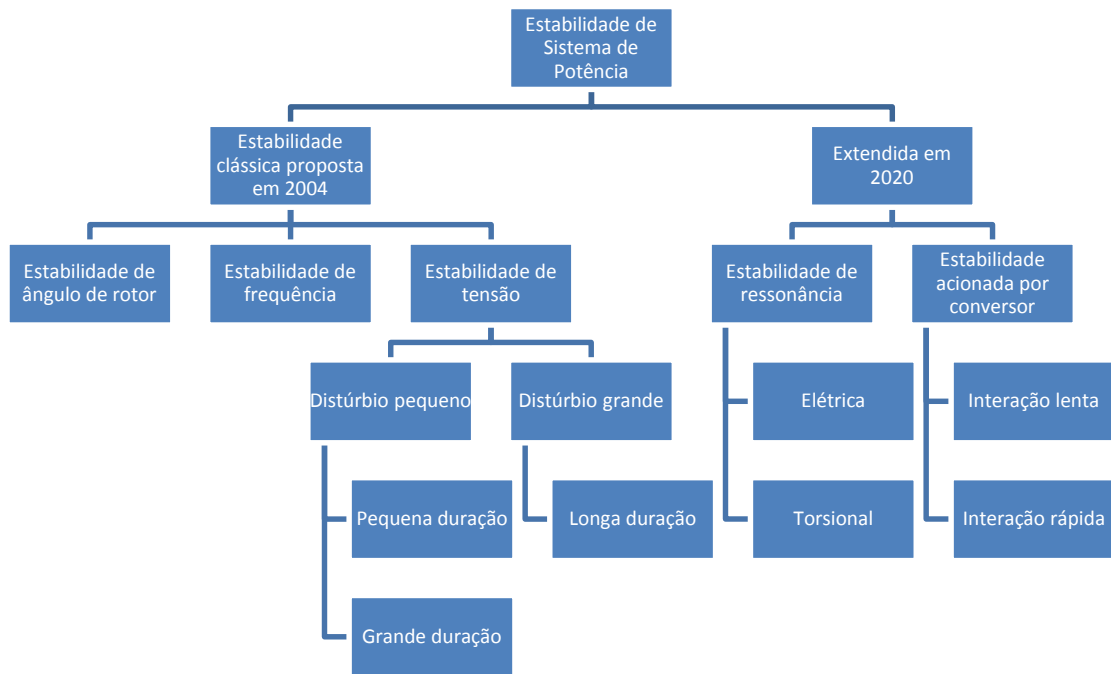 Estabilidade de
Sistema de
Potência
Estabilidade
clássica proposta
em 2004
Extendida em
2020
Estabilidade de
ângulo de rotor
Estabilidade de
frequência
Estabilidade de
tensão
Estabilidade de
ressonância
Estabilidade
acionada por
conversor
Distúrbio pequeno
Distúrbio grande
Elétrica
Interação lenta
Pequena duração
Longa duração
Torsional
Interação rápida
Grande duração